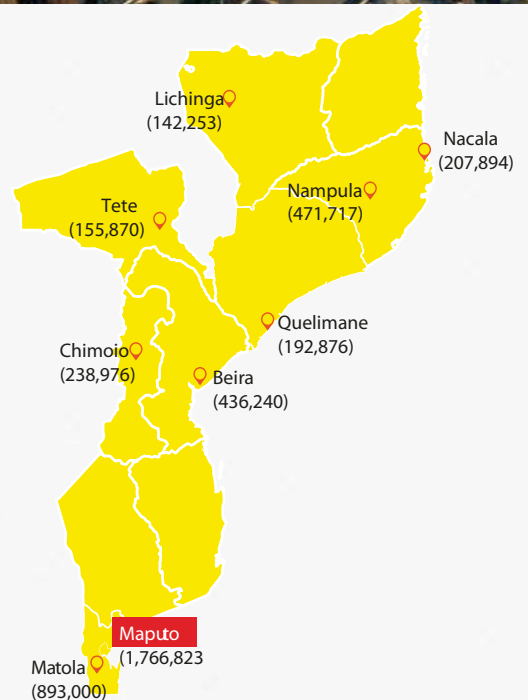 Lichinga
(142,253)
Nacala
(207,894)
Nampula
(471,717)
Tete
(155,870)
Quelimane
(192,876)
Chimoio
(238,976)
Beira
(436,240)
Maputo
(1,766,823
Matola
(893,000)